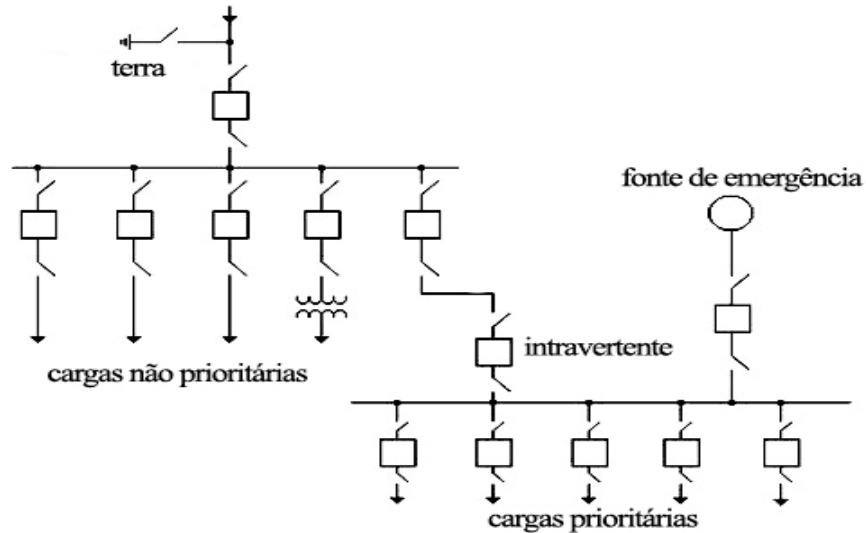 terra
fonte de emergência
intravertente
cargas não prioritárias
cargas prioritárias